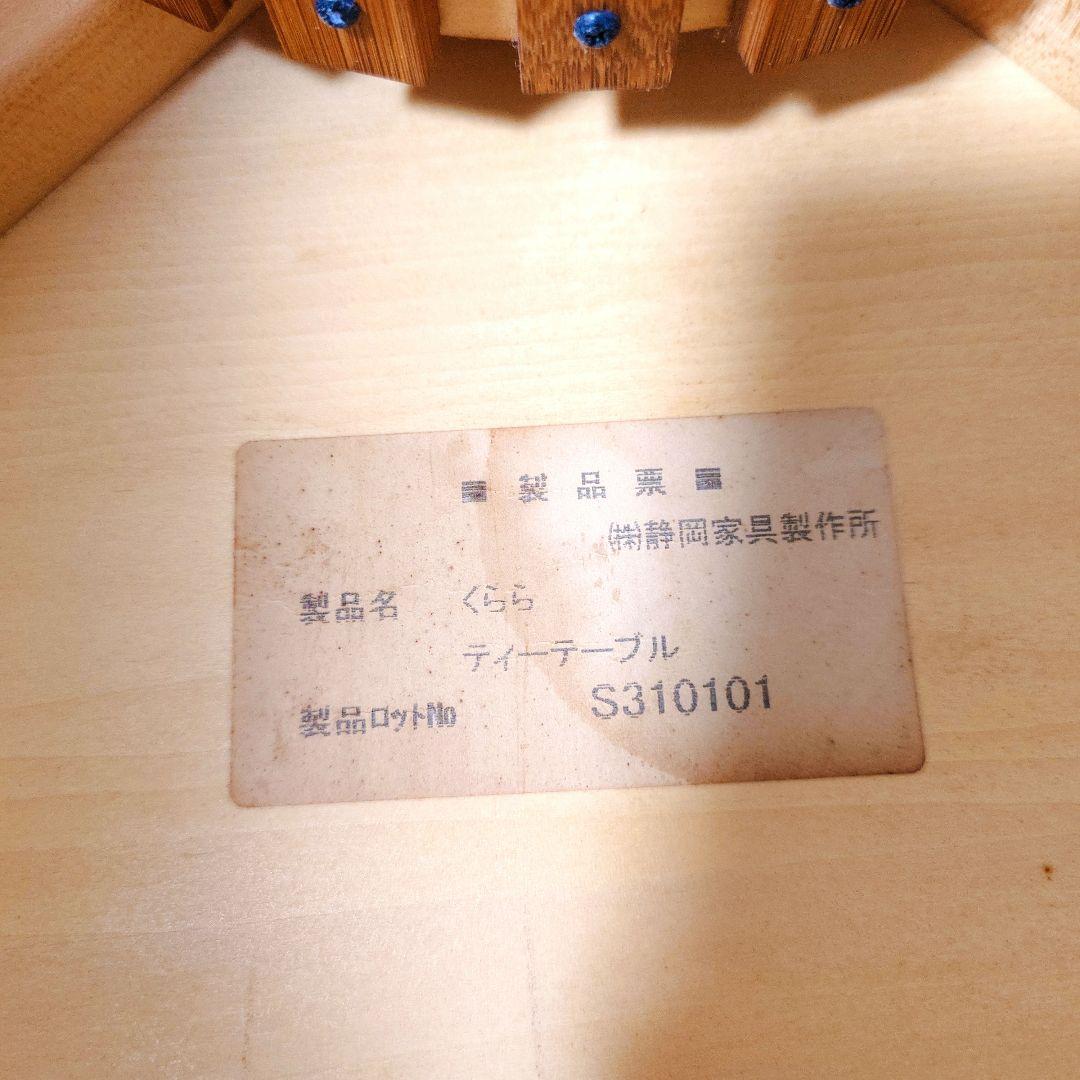 ■ 製品票 ■
㈱静岡家具製作所
製品名 くらら
ティーテーブル
製品ロットNo S310101